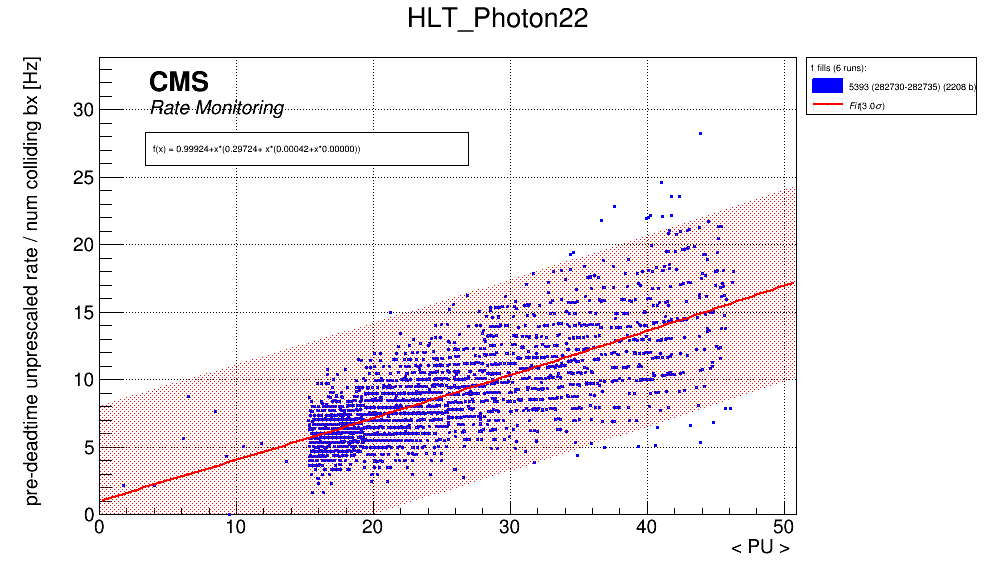 HLT_Photon22
pre-deadtime unprescaled rate / num colliding bx [Hz]
CMS
Rate Monitoring
f(x) = 0.99924+x*(0.29724+ x*(0.00042+x*0.00000))
1 fills (6 runs):
5393 (282730-282735) (2208 b)
Fit(3.0σ)
30
25
20
15
10
5
0
0 10 20 30 40 50
< PU >